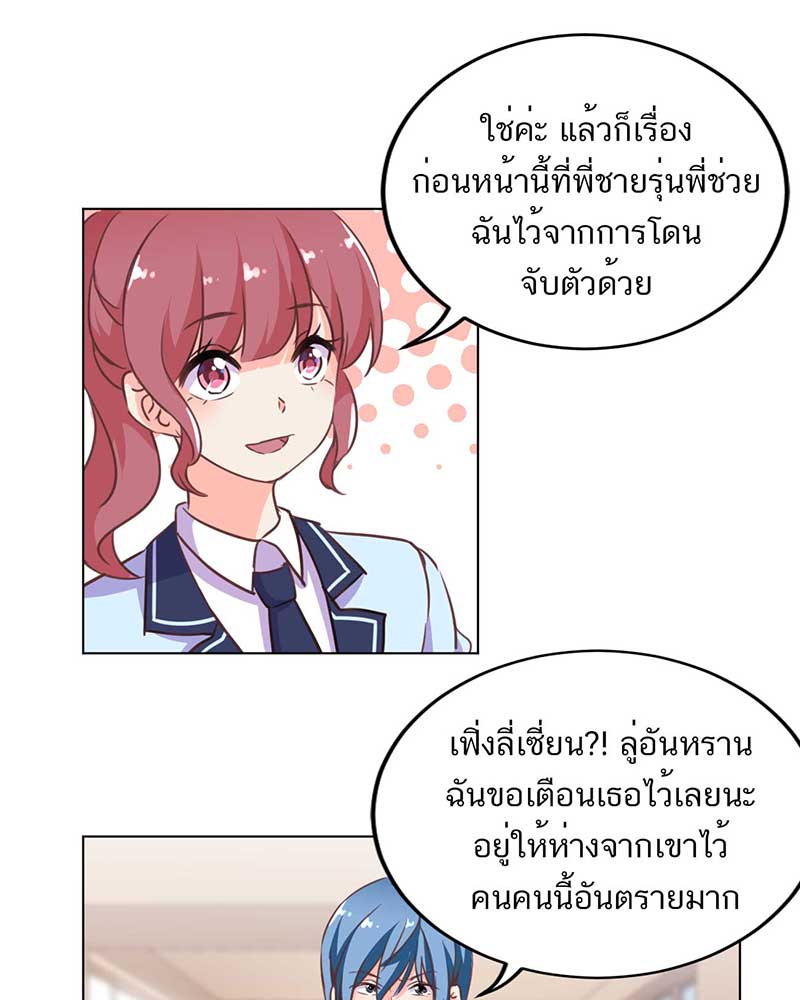 ใช่ค่ะ แล้วก็เรื่อง
ก่อนหน้านี้ที่พี่ชายรุ่นพี่ช่วย
ฉันไว้จากการโดน
จับตัวด้วย
เฟิ่งลี่เซี่ยน?! ลู่อันหราน
ฉันขอเตือนเธอไว้เลยนะ
อยู่ให้ห่างจากเขาไว้
คนคนนี้อันตรายมาก